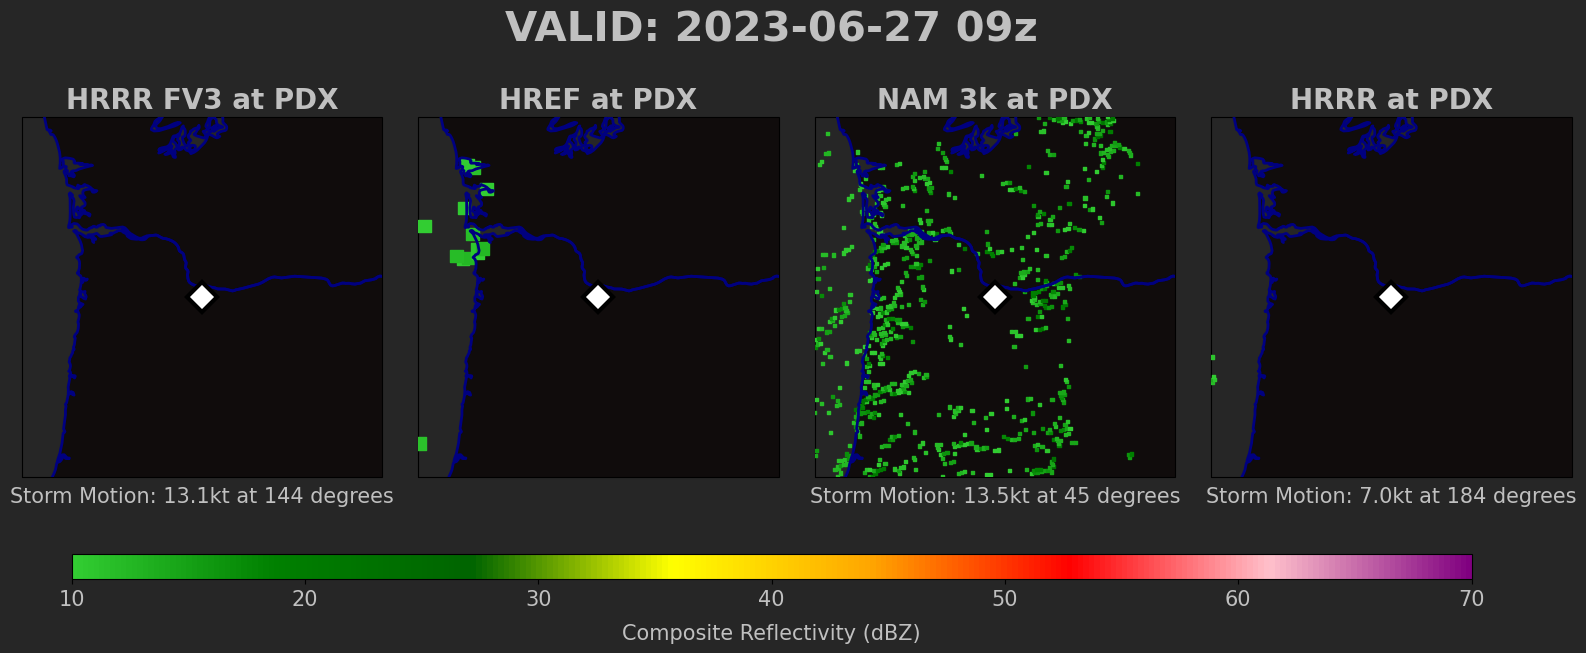 VALID: 2023-06-27 09z
HRRR FV3 at PDX
HREF at PDX
NAM 3k at PDX
HRRR at PDX
Storm Motion: 13.1kt at 144 degrees
Storm Motion: 13.5kt at 45 degrees
Storm Motion: 7.0kt at 184 degrees
10 20 30 40 50 60 70
Composite Reflectivity (dBZ)